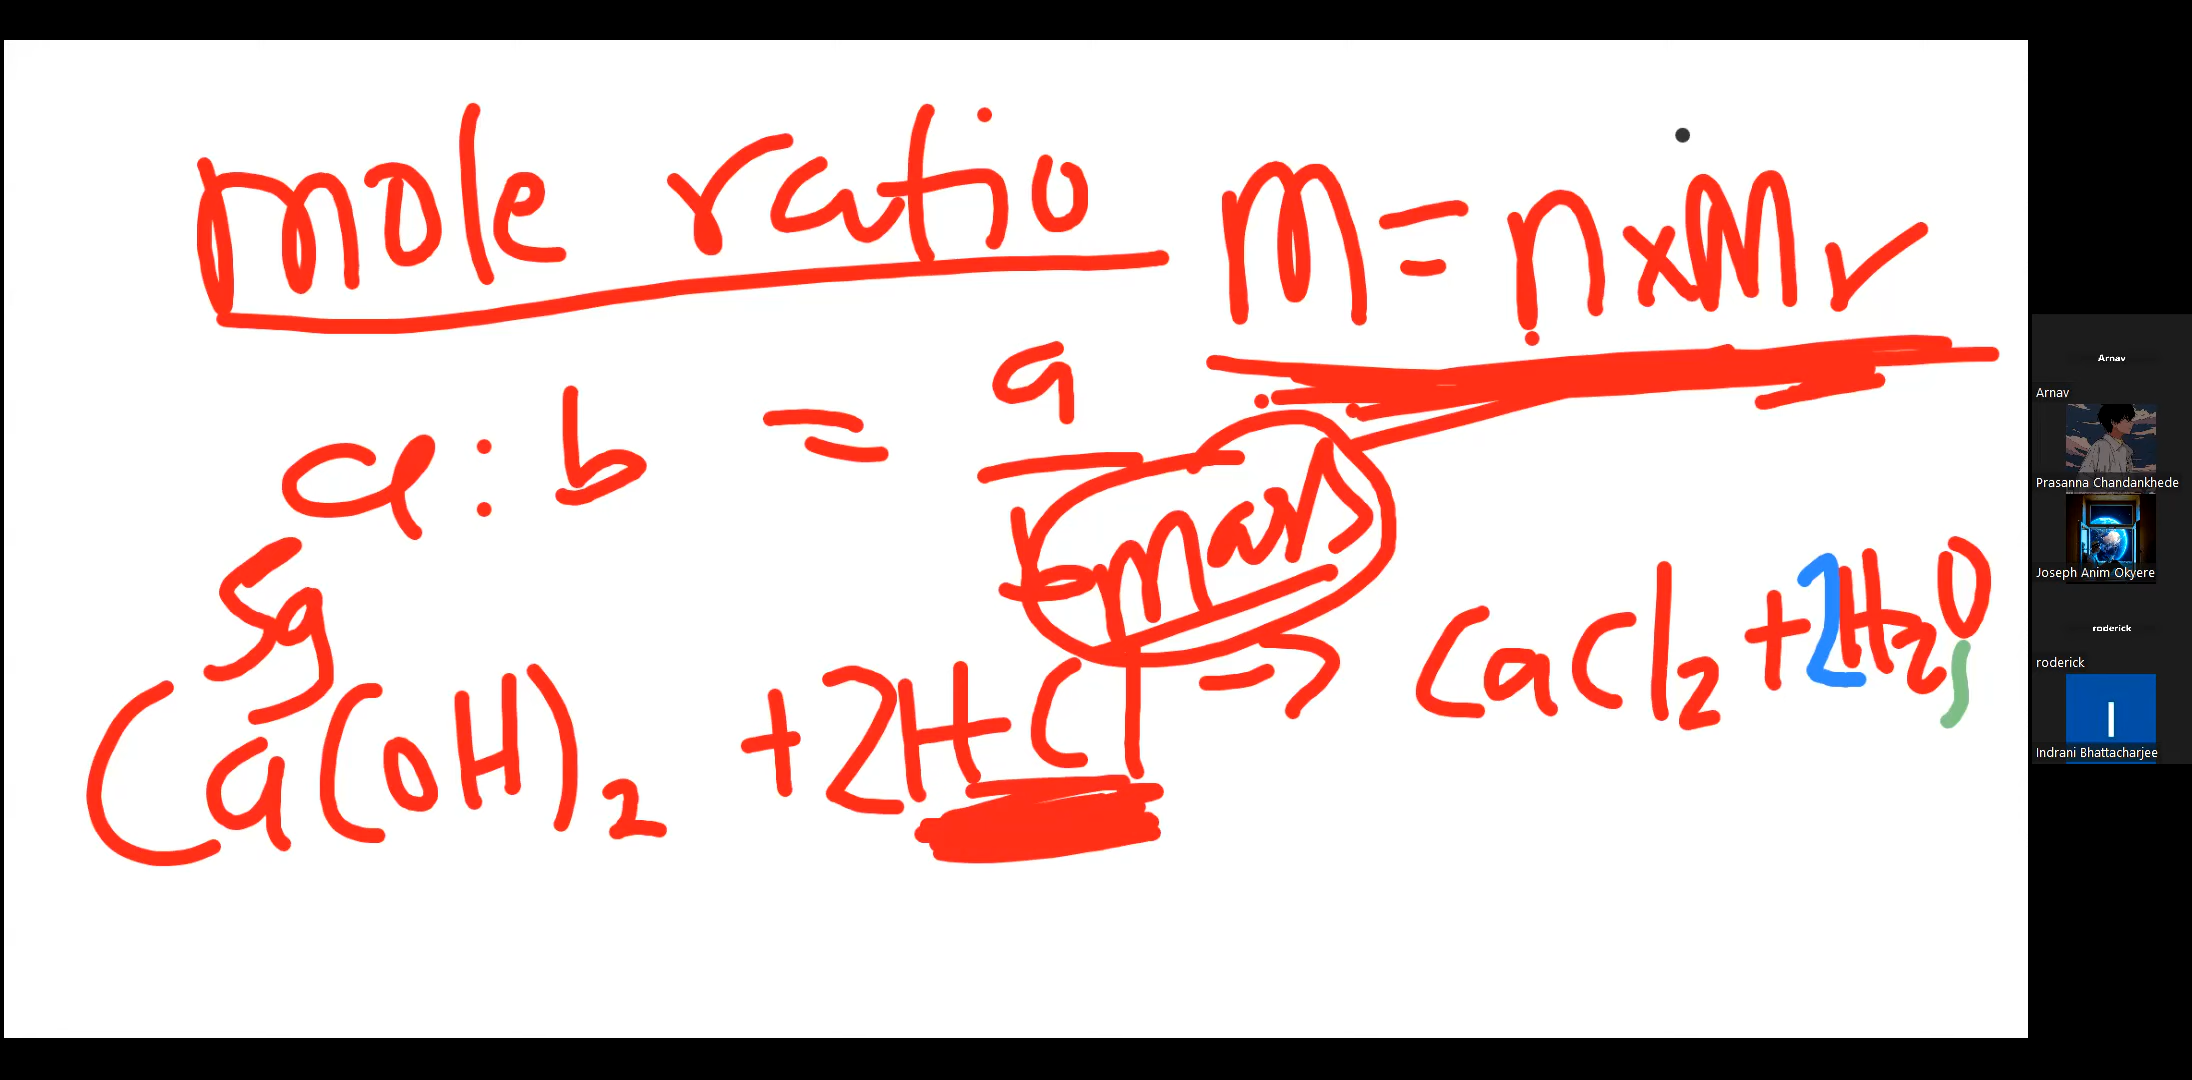 mole ratio m = n x Mr
a : b = a
b mass
5g
Ca(OH)2 + 2HCl -> CaCl2 + 2H2O
Arnav
Arnav
Prasanna Chandankhede
Joseph Anim Okyere
roderick
roderick
I
Indrani Bhattacharjee